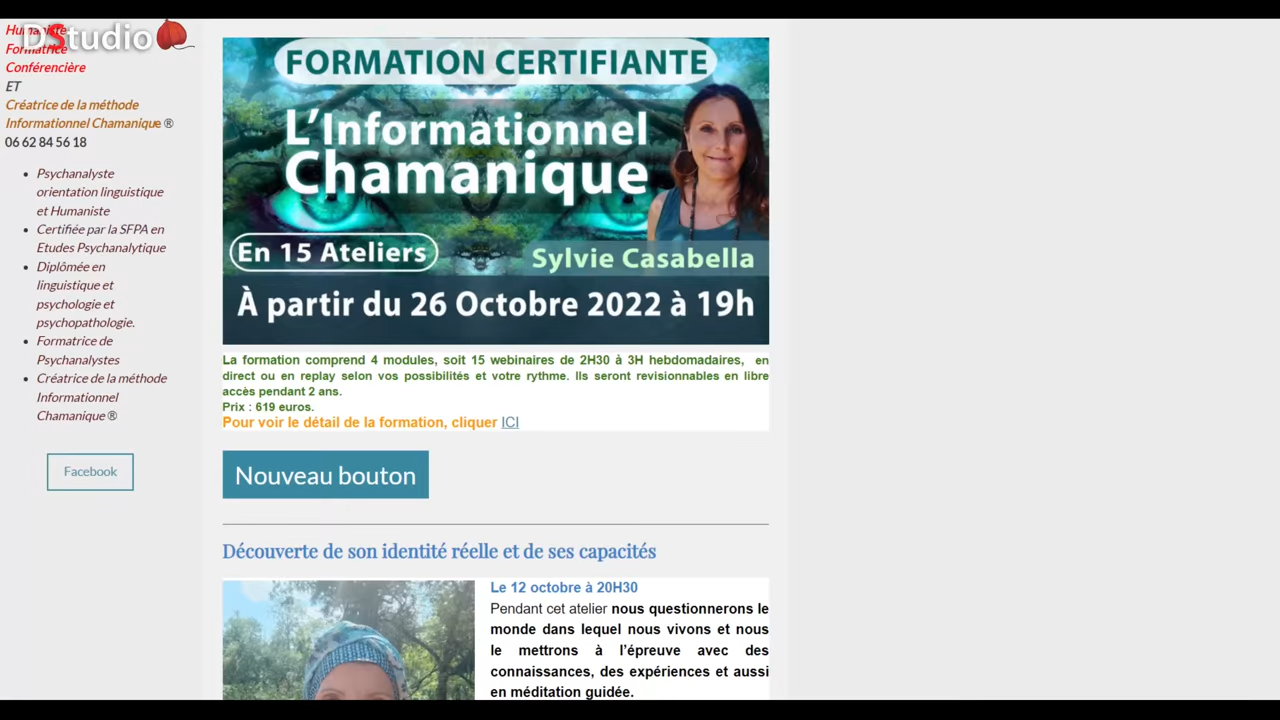 DStudio
Humaniste
Formatrice
Conférencière
ET
Créatrice de la méthode
Informationnel Chamanique ®
06 62 84 56 18
Psychanalyste
orientation linguistique
et Humaniste
Certifiée par la SFPA en
Etudes Psychanalytique
Diplômée en
linguistique et
psychologie et
psychopathologie.
Formatrice de
Psychanalystes
Créatrice de la méthode
Informationnel
Chamanique ®
Facebook
FORMATION CERTIFIANTE
L'Informationnel
Chamanique
En 15 Ateliers
Sylvie Casabella
À partir du 26 Octobre 2022 à 19h
La formation comprend 4 modules, soit 15 webinaires de 2H30 à 3H hebdomadaires, en
direct ou en replay selon vos possibilités et votre rythme. Ils seront revisionnables en libre
accès pendant 2 ans.
Prix : 619 euros.
Pour voir le détail de la formation, cliquer ICI
Nouveau bouton
Découverte de son identité réelle et de ses capacités
Le 12 octobre à 20H30
Pendant cet atelier nous questionnerons le
monde dans lequel nous vivons et nous
le mettrons à l'épreuve avec des
connaissances, des expériences et aussi
en méditation guidée.